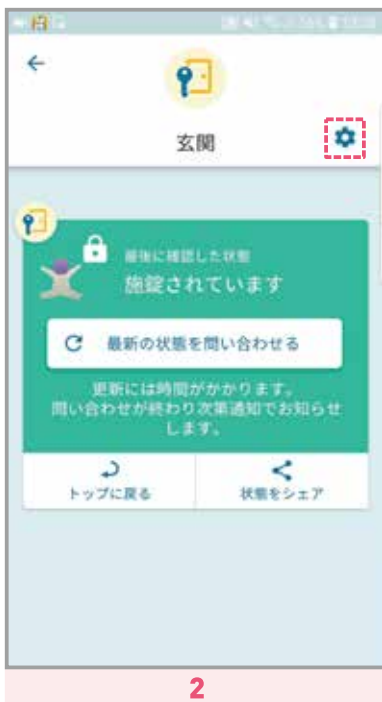 玄関
最後に確認した状態
施錠されています
最新の状態を問い合わせる
更新には時間がかかります。
問い合わせが終わり次第通知でお知らせ
します。
トップに戻る
状態をシェア
2